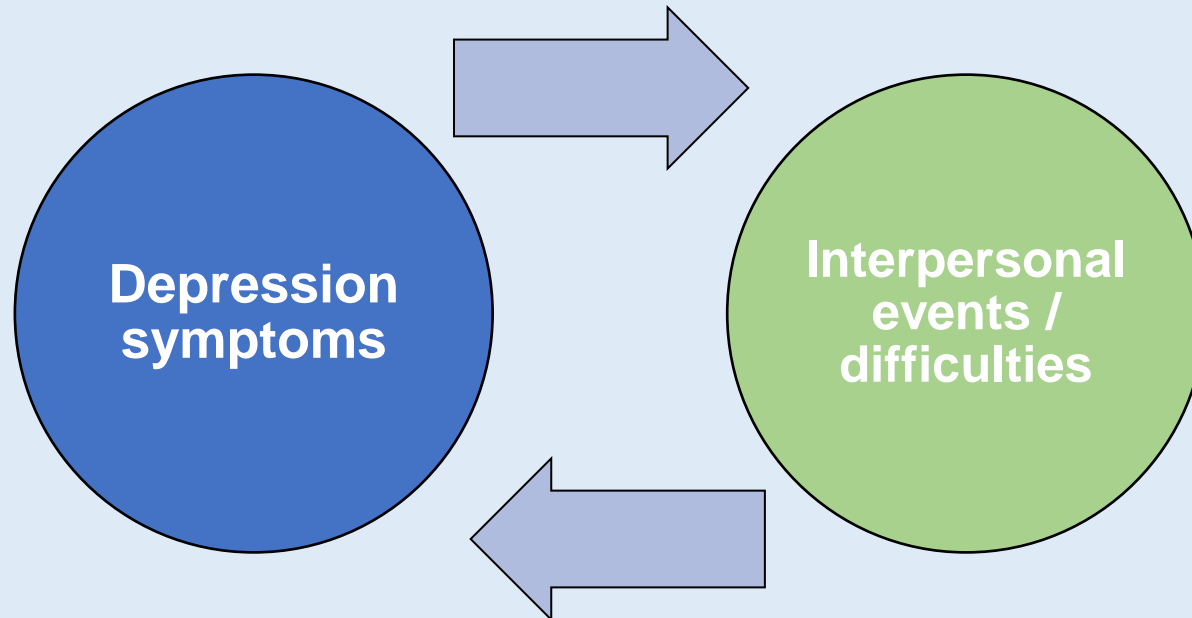 Depression
symptoms
Interpersonal
events /
difficulties